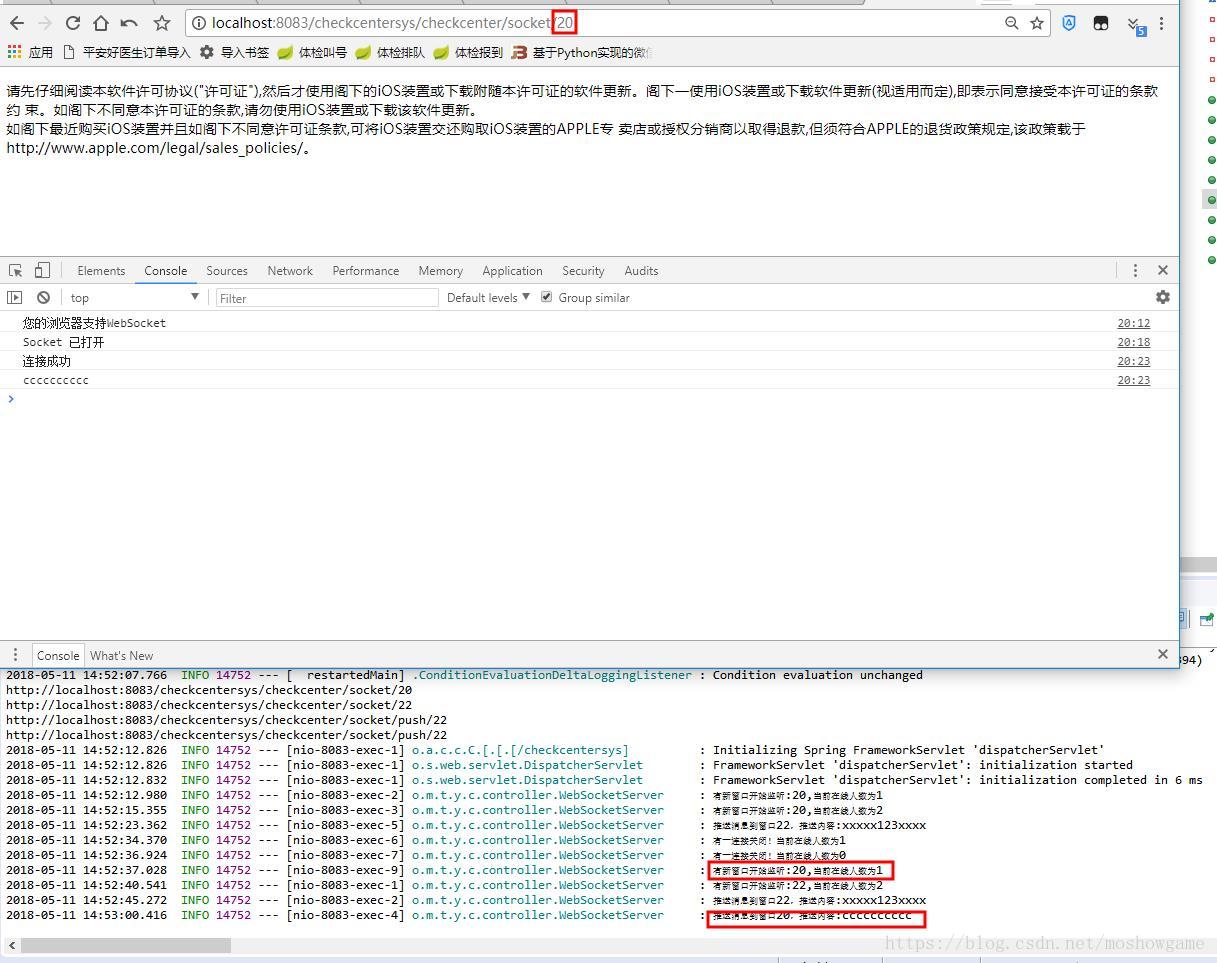 localhost:8083/checkcentersys/checkcenter/socket/20
5
应用 平安好医生订单导入 导入书签 体检叫号 体检排队 体检报到 基于Python实现的微
请先仔细阅读本软件许可协议("许可证"),然后才使用阁下的iOS装置或下载附随本许可证的软件更新。阁下一使用iOS装置或下载软件更新(视适用而定),即表示同意接受本许可证的条款
约 束。如阁下不同意本许可证的条款,请勿使用iOS装置或下载该软件更新。
如阁下最近购买iOS装置并且如阁下不同意许可证条款,可将iOS装置交还购取iOS装置的APPLE专 卖店或授权分销商以取得退款,但须符合APPLE的退货政策规定,该政策载于
http://www.apple.com/legal/sales_policies/。
Elements Console Sources Network Performance Memory Application Security Audits
top Filter Default levels Group similar
您的浏览器支持WebSocket 20:12
Socket 已打开 20:18
连接成功 20:23
cccccccccc 20:23
Console What's New
394)
2018-05-11 14:52:07.766 INFO 14752 --- [ restartedMain] .ConditionEvaluationDeltaLoggingListener : Condition evaluation unchanged
http://localhost:8083/checkcentersys/checkcenter/socket/20
http://localhost:8083/checkcentersys/checkcenter/socket/22
http://localhost:8083/checkcentersys/checkcenter/socket/push/22
http://localhost:8083/checkcentersys/checkcenter/socket/push/22
2018-05-11 14:52:12.826 INFO 14752 --- [nio-8083-exec-1] o.a.c.c.C.[.[.[/checkcentersys] : Initializing Spring FrameworkServlet 'dispatcherServlet'
2018-05-11 14:52:12.826 INFO 14752 --- [nio-8083-exec-1] o.s.web.servlet.DispatcherServlet : FrameworkServlet 'dispatcherServlet': initialization started
2018-05-11 14:52:12.832 INFO 14752 --- [nio-8083-exec-1] o.s.web.servlet.DispatcherServlet : FrameworkServlet 'dispatcherServlet': initialization completed in 6 ms
2018-05-11 14:52:12.980 INFO 14752 --- [nio-8083-exec-2] o.m.t.y.c.controller.WebSocketServer : 有新窗口开始监听:20,当前在线人数为1
2018-05-11 14:52:15.355 INFO 14752 --- [nio-8083-exec-3] o.m.t.y.c.controller.WebSocketServer : 有新窗口开始监听:20,当前在线人数为2
2018-05-11 14:52:23.362 INFO 14752 --- [nio-8083-exec-5] o.m.t.y.c.controller.WebSocketServer : 推送消息到窗口22，推送内容:xxxxx123xxxx
2018-05-11 14:52:34.370 INFO 14752 --- [nio-8083-exec-6] o.m.t.y.c.controller.WebSocketServer : 有一连接关闭！当前在线人数为1
2018-05-11 14:52:36.924 INFO 14752 --- [nio-8083-exec-7] o.m.t.y.c.controller.WebSocketServer : 有一连接关闭！当前在线人数为0
2018-05-11 14:52:37.028 INFO 14752 --- [nio-8083-exec-9] o.m.t.y.c.controller.WebSocketServer : 有新窗口开始监听:20,当前在线人数为1
2018-05-11 14:52:40.541 INFO 14752 --- [nio-8083-exec-1] o.m.t.y.c.controller.WebSocketServer : 有新窗口开始监听:22,当前在线人数为2
2018-05-11 14:52:45.272 INFO 14752 --- [nio-8083-exec-2] o.m.t.y.c.controller.WebSocketServer : 推送消息到窗口22，推送内容:xxxxx123xxxx
2018-05-11 14:53:00.416 INFO 14752 --- [nio-8083-exec-4] o.m.t.y.c.controller.WebSocketServer : 推送消息到窗口20，推送内容:cccccccccc
https://blog.csdn.net/moshowgame